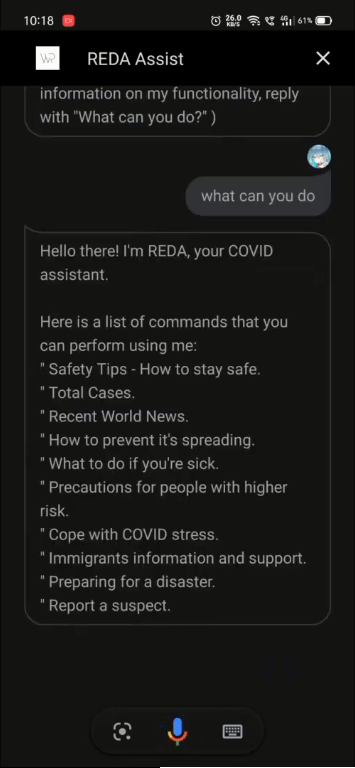 10:18
26.0 KB/S 4G 61%
REDA Assist
information on my functionality, reply
with "What can you do?" )
what can you do
Hello there! I'm REDA, your COVID
assistant.
Here is a list of commands that you
can perform using me:
" Safety Tips - How to stay safe.
" Total Cases.
" Recent World News.
" How to prevent it's spreading.
" What to do if you're sick.
" Precautions for people with higher
risk.
" Cope with COVID stress.
" Immigrants information and support.
" Preparing for a disaster.
" Report a suspect.